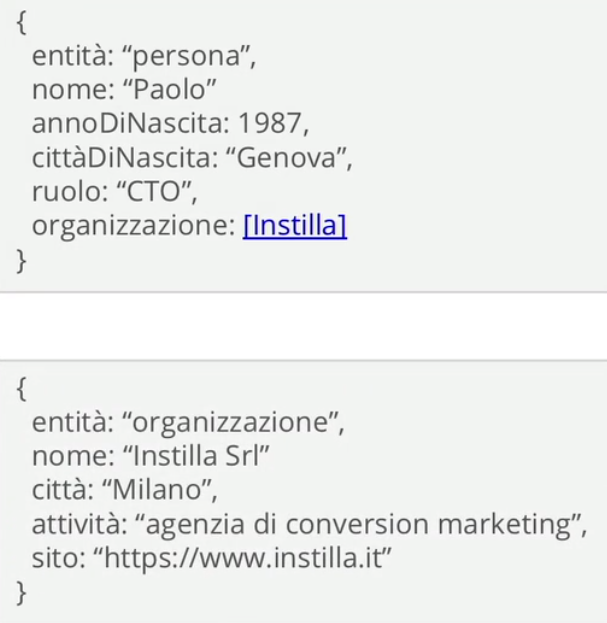 {
entità: “persona”,
nome: “Paolo”
annoDiNascita: 1987,
cittàDiNascita: “Genova”,
ruolo: “CTO”,
organizzazione: [Instilla]
}
{
entità: “organizzazione”,
nome: “Instilla Srl”
città: “Milano”,
attività: “agenzia di conversion marketing”,
sito: “https://www.instilla.it”
}